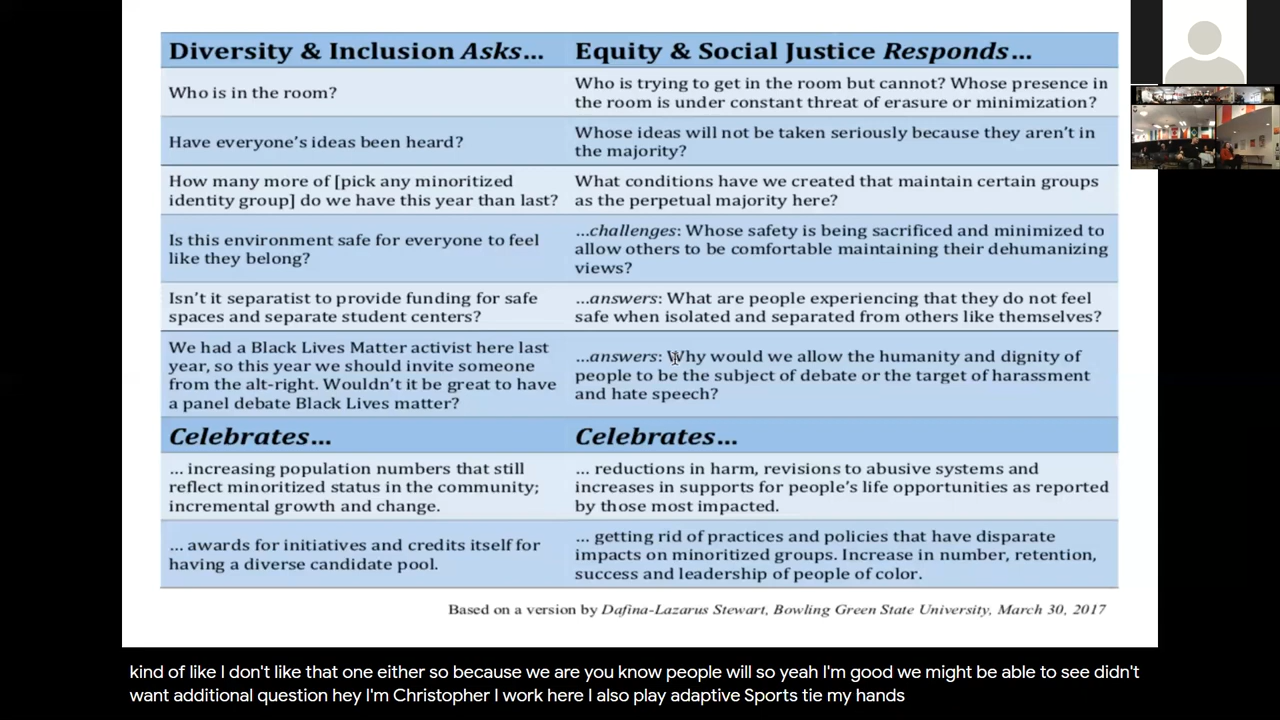 Diversity & Inclusion Asks…
Equity & Social Justice Responds…
Who is in the room?
Who is trying to get in the room but cannot? Whose presence in
the room is under constant threat of erasure or minimization?
Have everyone's ideas been heard?
Whose ideas will not be taken seriously because they aren't in
the majority?
How many more of [pick any minoritized
identity group] do we have this year than last?
What conditions have we created that maintain certain groups
as the perpetual majority here?
Is this environment safe for everyone to feel
like they belong?
…challenges: Whose safety is being sacrificed and minimized to
allow others to be comfortable maintaining their dehumanizing
views?
Isn't it separatist to provide funding for safe
spaces and separate student centers?
…answers: What are people experiencing that they do not feel
safe when isolated and separated from others like themselves?
We had a Black Lives Matter activist here last
year, so this year we should invite someone
from the alt-right. Wouldn't it be great to have
a panel debate Black Lives matter?
…answers: Why would we allow the humanity and dignity of
people to be the subject of debate or the target of harassment
and hate speech?
Celebrates…
Celebrates…
… increasing population numbers that still
reflect minoritized status in the community;
incremental growth and change.
… reductions in harm, revisions to abusive systems and
increases in supports for people's life opportunities as reported
by those most impacted.
… awards for initiatives and credits itself for
having a diverse candidate pool.
… getting rid of practices and policies that have disparate
impacts on minoritized groups. Increase in number, retention,
success and leadership of people of color.
Based on a version by Dafina-Lazarus Stewart, Bowling Green State University, March 30, 2017
kind of like I don't like that one either so because we are you know people will so yeah I'm good we might be able to see didn't
want additional question hey I'm Christopher I work here I also play adaptive Sports tie my hands